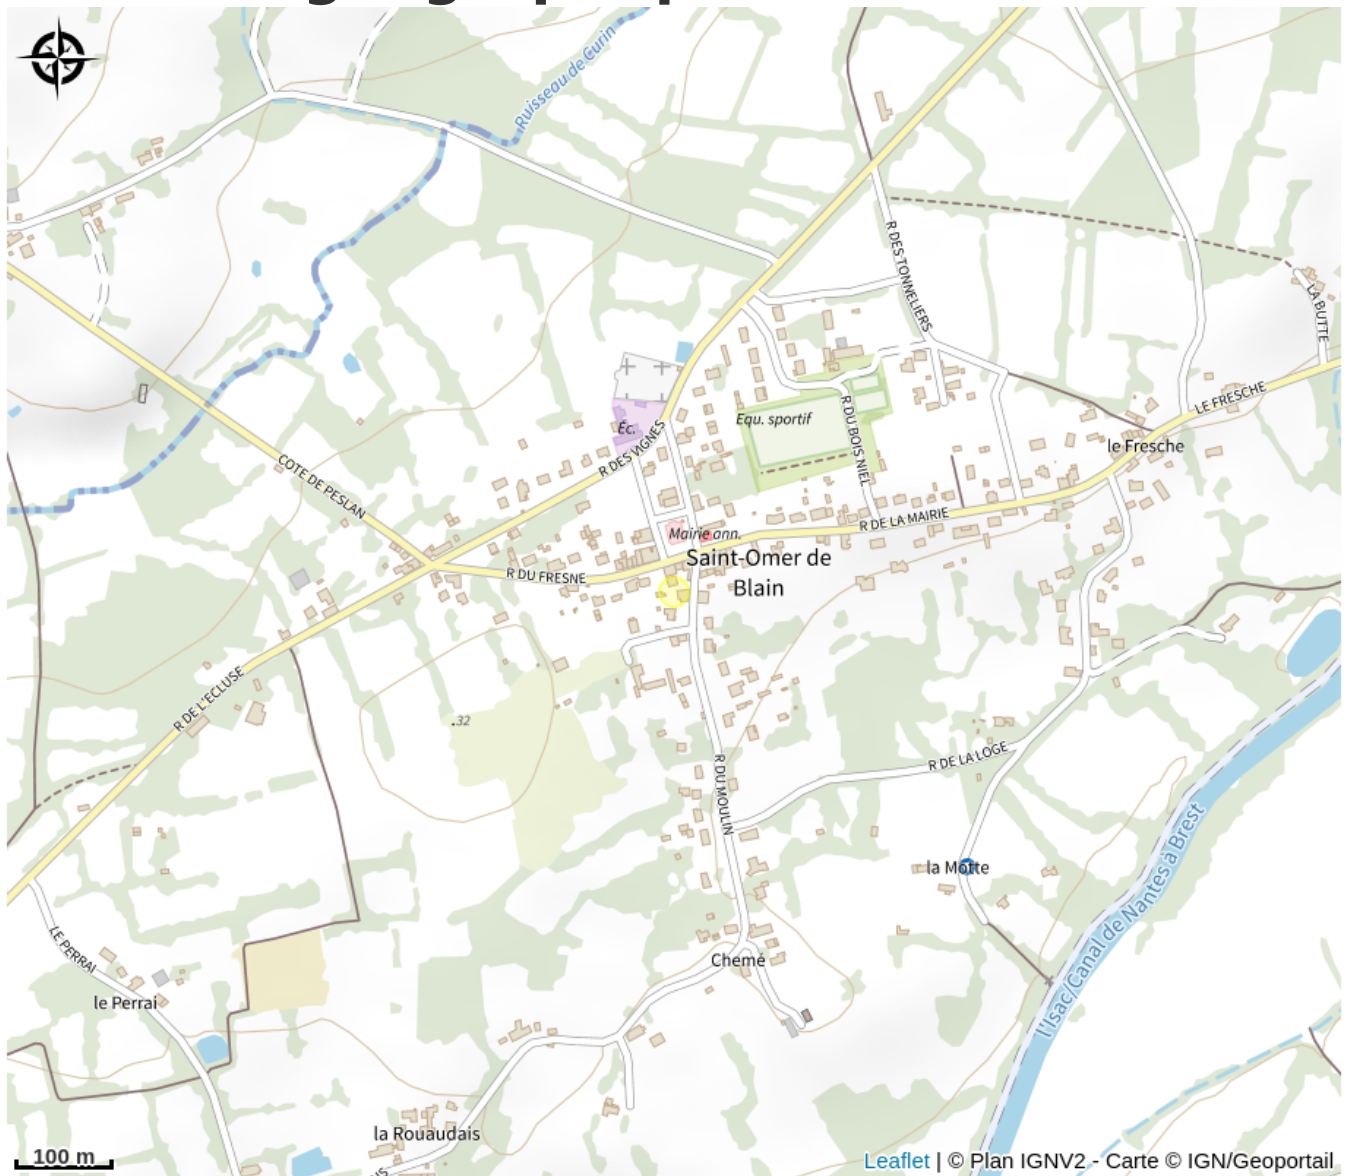 Ruisseau de Curin
R DES TONNELIERS
LA BUTTE
LE FRESCHE
le Fresche
Equ. sportif
R DU BOIS NIEL
Éc.
R DES VIGNES
COTE DE PESLAN
R DE LA MAIRIE
Mairie ann.
Saint-Omer de
Blain
R DU FRESNE
R DE L'ECLUSE
.32
R DU MOULIN
R DE LA LOGE
la Motte
l'Isac/Canal de Nantes à Brest
LE PERRAI
le Perrai
Chemé
la Rouaudais
100 m
Leaflet | © Plan IGNV2 - Carte © IGN/Geoportail